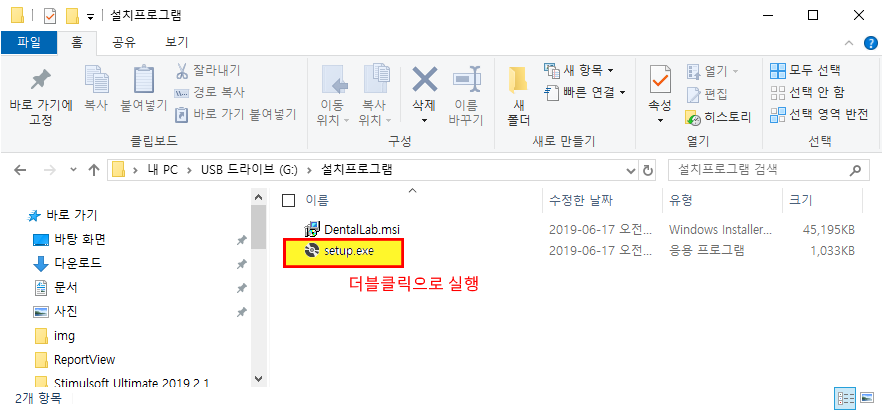 설치프로그램
파일 홈 공유 보기
바로 가기에 고정
복사
붙여넣기
잘라내기
경로 복사
바로 가기 붙여넣기
클립보드
이동 위치
복사 위치
삭제
이름 바꾸기
구성
새 폴더
새 항목
빠른 연결
새로 만들기
속성
열기
편집
히스토리
열기
모두 선택
선택 안 함
선택 영역 반전
선택
내 PC > USB 드라이브 (G:) > 설치프로그램
설치프로그램 검색
바로 가기
바탕 화면
다운로드
문서
사진
img
ReportView
Stimulsoft Ultimate 2019.2.1
이름 수정한 날짜 유형 크기
DentalLab.msi 2019-06-17 오전... Windows Installer... 45,195KB
setup.exe 2019-06-17 오전... 응용 프로그램 1,033KB
더블클릭으로 실행
2개 항목